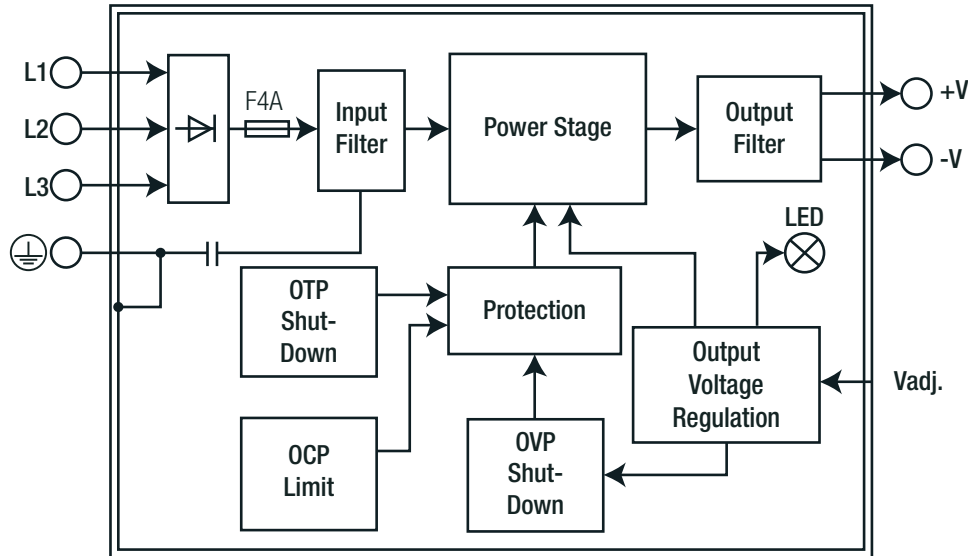 L1
L2
L3
F4A
Input
Filter
Power Stage
Output
Filter
+V
-V
LED
OTP
Shut-
Down
Protection
Output
Voltage
Regulation
Vadj.
OCP
Limit
OVP
Shut-
Down